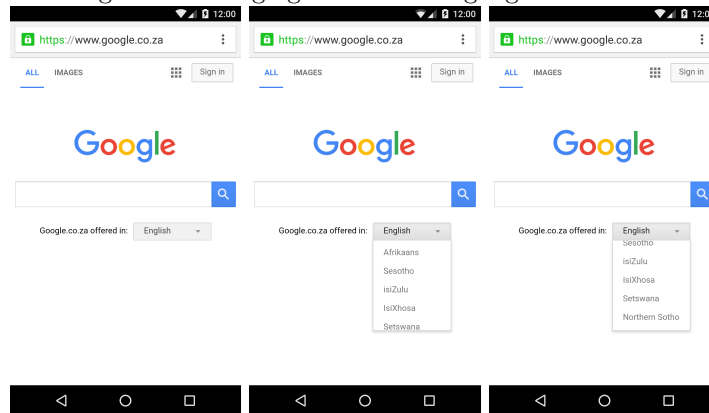 12:00
https://www.google.co.za
ALL IMAGES Sign in
Google
Google.co.za offered in: English
12:00
https://www.google.co.za
ALL IMAGES Sign in
Google
Google.co.za offered in: English
Afrikaans
Sesotho
isiZulu
IsiXhosa
Setswana
12:0
https://www.google.co.za
ALL IMAGES Sign in
Google
Google.co.za offered in: English
Sesotho
isiZulu
IsiXhosa
Setswana
Northern Sotho